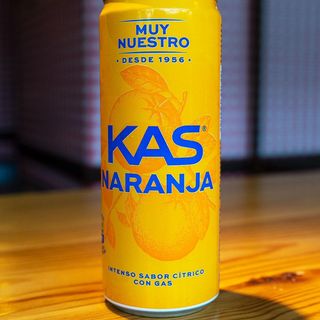 MUY
NUESTRO
• DESDE 1956 •
KAS®
NARANJA
INTENSO SABOR CÍTRICO
CON GAS